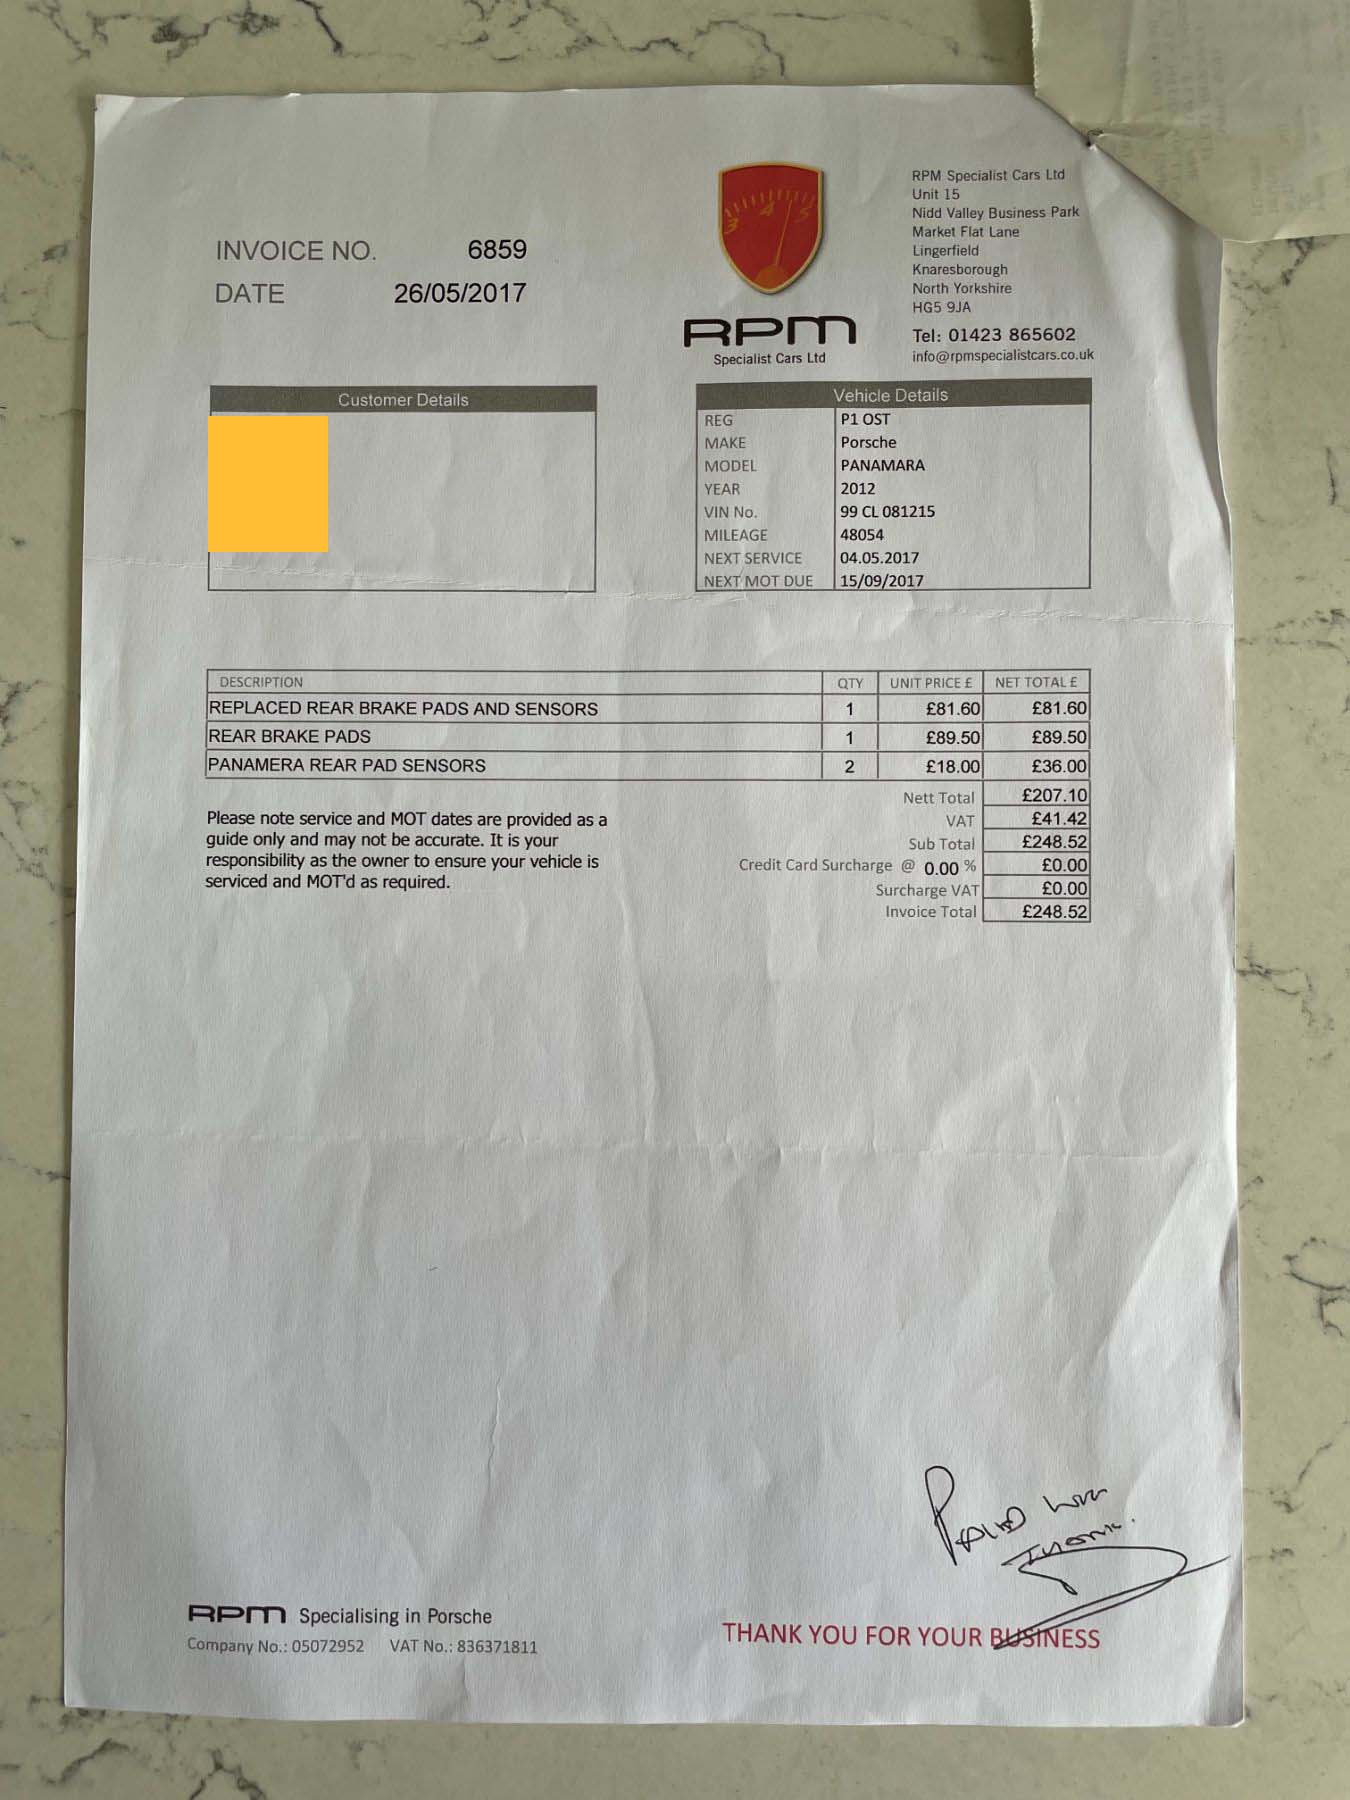 RPM Specialist Cars Ltd
Unit 15
Nidd Valley Business Park
Market Flat Lane
Lingerfield
Knaresborough
North Yorkshire
HG5 9JA
Tel: 01423 865602
info@rpmspecialistcars.co.uk
3 4 5
RPM
Specialist Cars Ltd
INVOICE NO. 6859
DATE 26/05/2017
Customer Details
Vehicle Details
REG P1 OST
MAKE Porsche
MODEL PANAMARA
YEAR 2012
VIN No. 99 CL 081215
MILEAGE 48054
NEXT SERVICE 04.05.2017
NEXT MOT DUE 15/09/2017
DESCRIPTION QTY UNIT PRICE £ NET TOTAL £
REPLACED REAR BRAKE PADS AND SENSORS 1 £81.60 £81.60
REAR BRAKE PADS 1 £89.50 £89.50
PANAMERA REAR PAD SENSORS 2 £18.00 £36.00
Nett Total £207.10
VAT £41.42
Sub Total £248.52
Credit Card Surcharge @ 0.00 % £0.00
Surcharge VAT £0.00
Invoice Total £248.52
Please note service and MOT dates are provided as a
guide only and may not be accurate. It is your
responsibility as the owner to ensure your vehicle is
serviced and MOT'd as required.
PAID
RPM Specialising in Porsche
Company No.: 05072952 VAT No.: 836371811
THANK YOU FOR YOUR BUSINESS